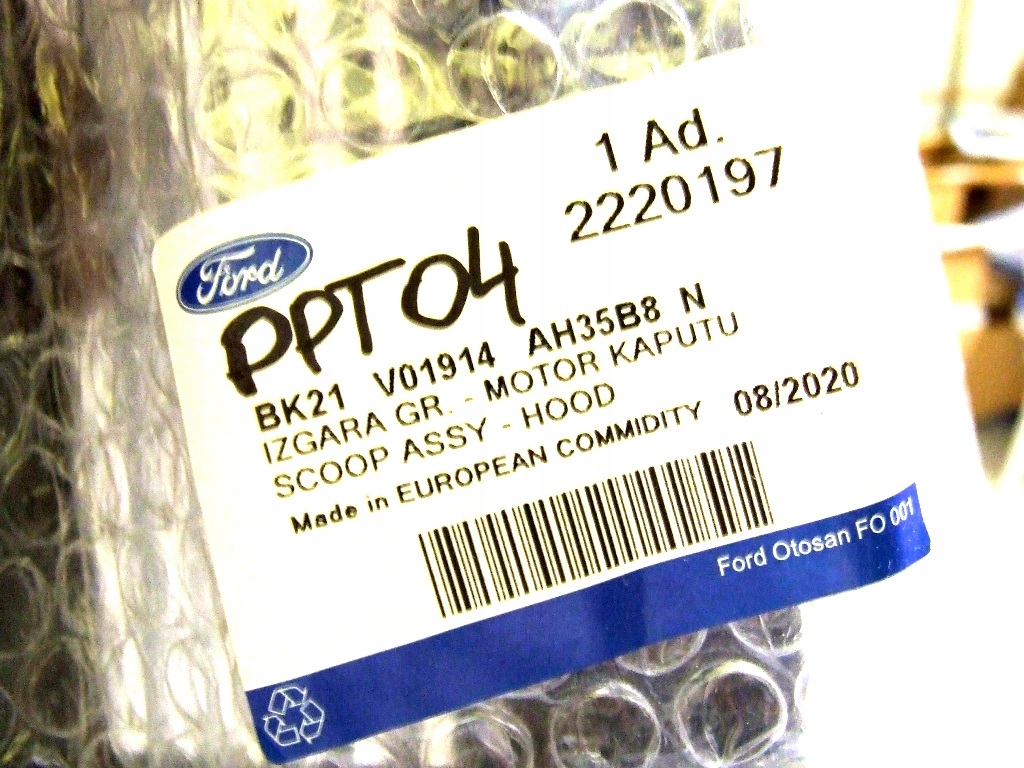 1 Ad.
2220197
Ford
PPT04
BK21 V01914 AH35B8 N
IZGARA GR. - MOTOR KAPUTU
SCOOP ASSY - HOOD
Made in EUROPEAN COMMIDITY 08/2020
Ford Otosan FO 001